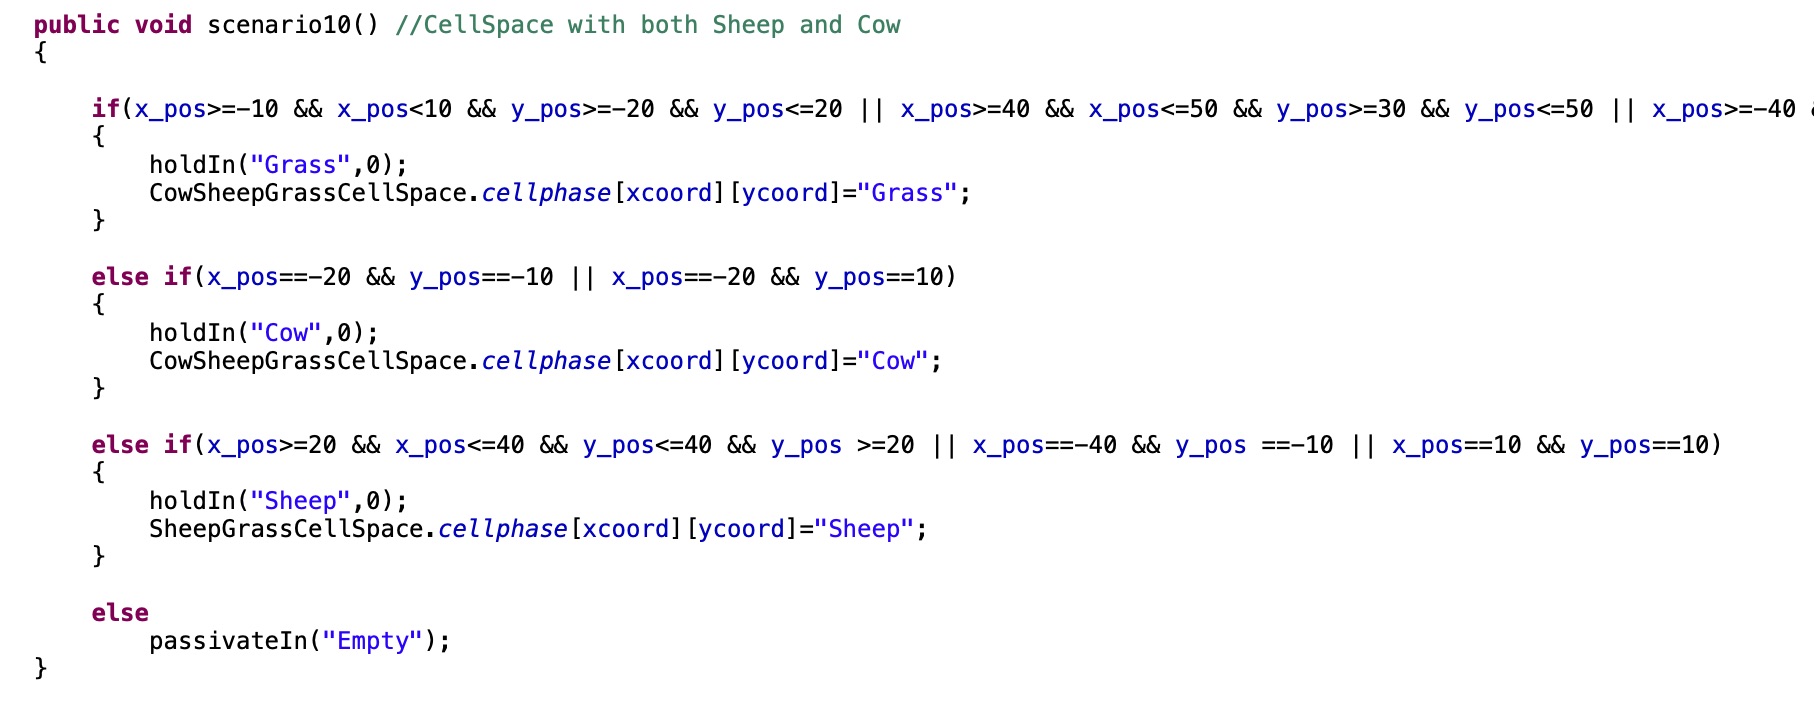 public void scenario10() //CellSpace with both Sheep and Cow
{
if(x_pos>=-10 && x_pos<10 && y_pos>=-20 && y_pos<=20 || x_pos>=40 && x_pos<=50 && y_pos>=30 && y_pos<=50 || x_pos>=-40
{
holdIn("Grass",0);
CowSheepGrassCellSpace.cellphase[xcoord][ycoord]="Grass";
}
else if(x_pos==-20 && y_pos==-10 || x_pos==-20 && y_pos==10)
{
holdIn("Cow",0);
CowSheepGrassCellSpace.cellphase[xcoord][ycoord]="Cow";
}
else if(x_pos>=20 && x_pos<=40 && y_pos<=40 && y_pos >=20 || x_pos==-40 && y_pos ==-10 || x_pos==10 && y_pos==10)
{
holdIn("Sheep",0);
SheepGrassCellSpace.cellphase[xcoord][ycoord]="Sheep";
}
else
passivateIn("Empty");
}